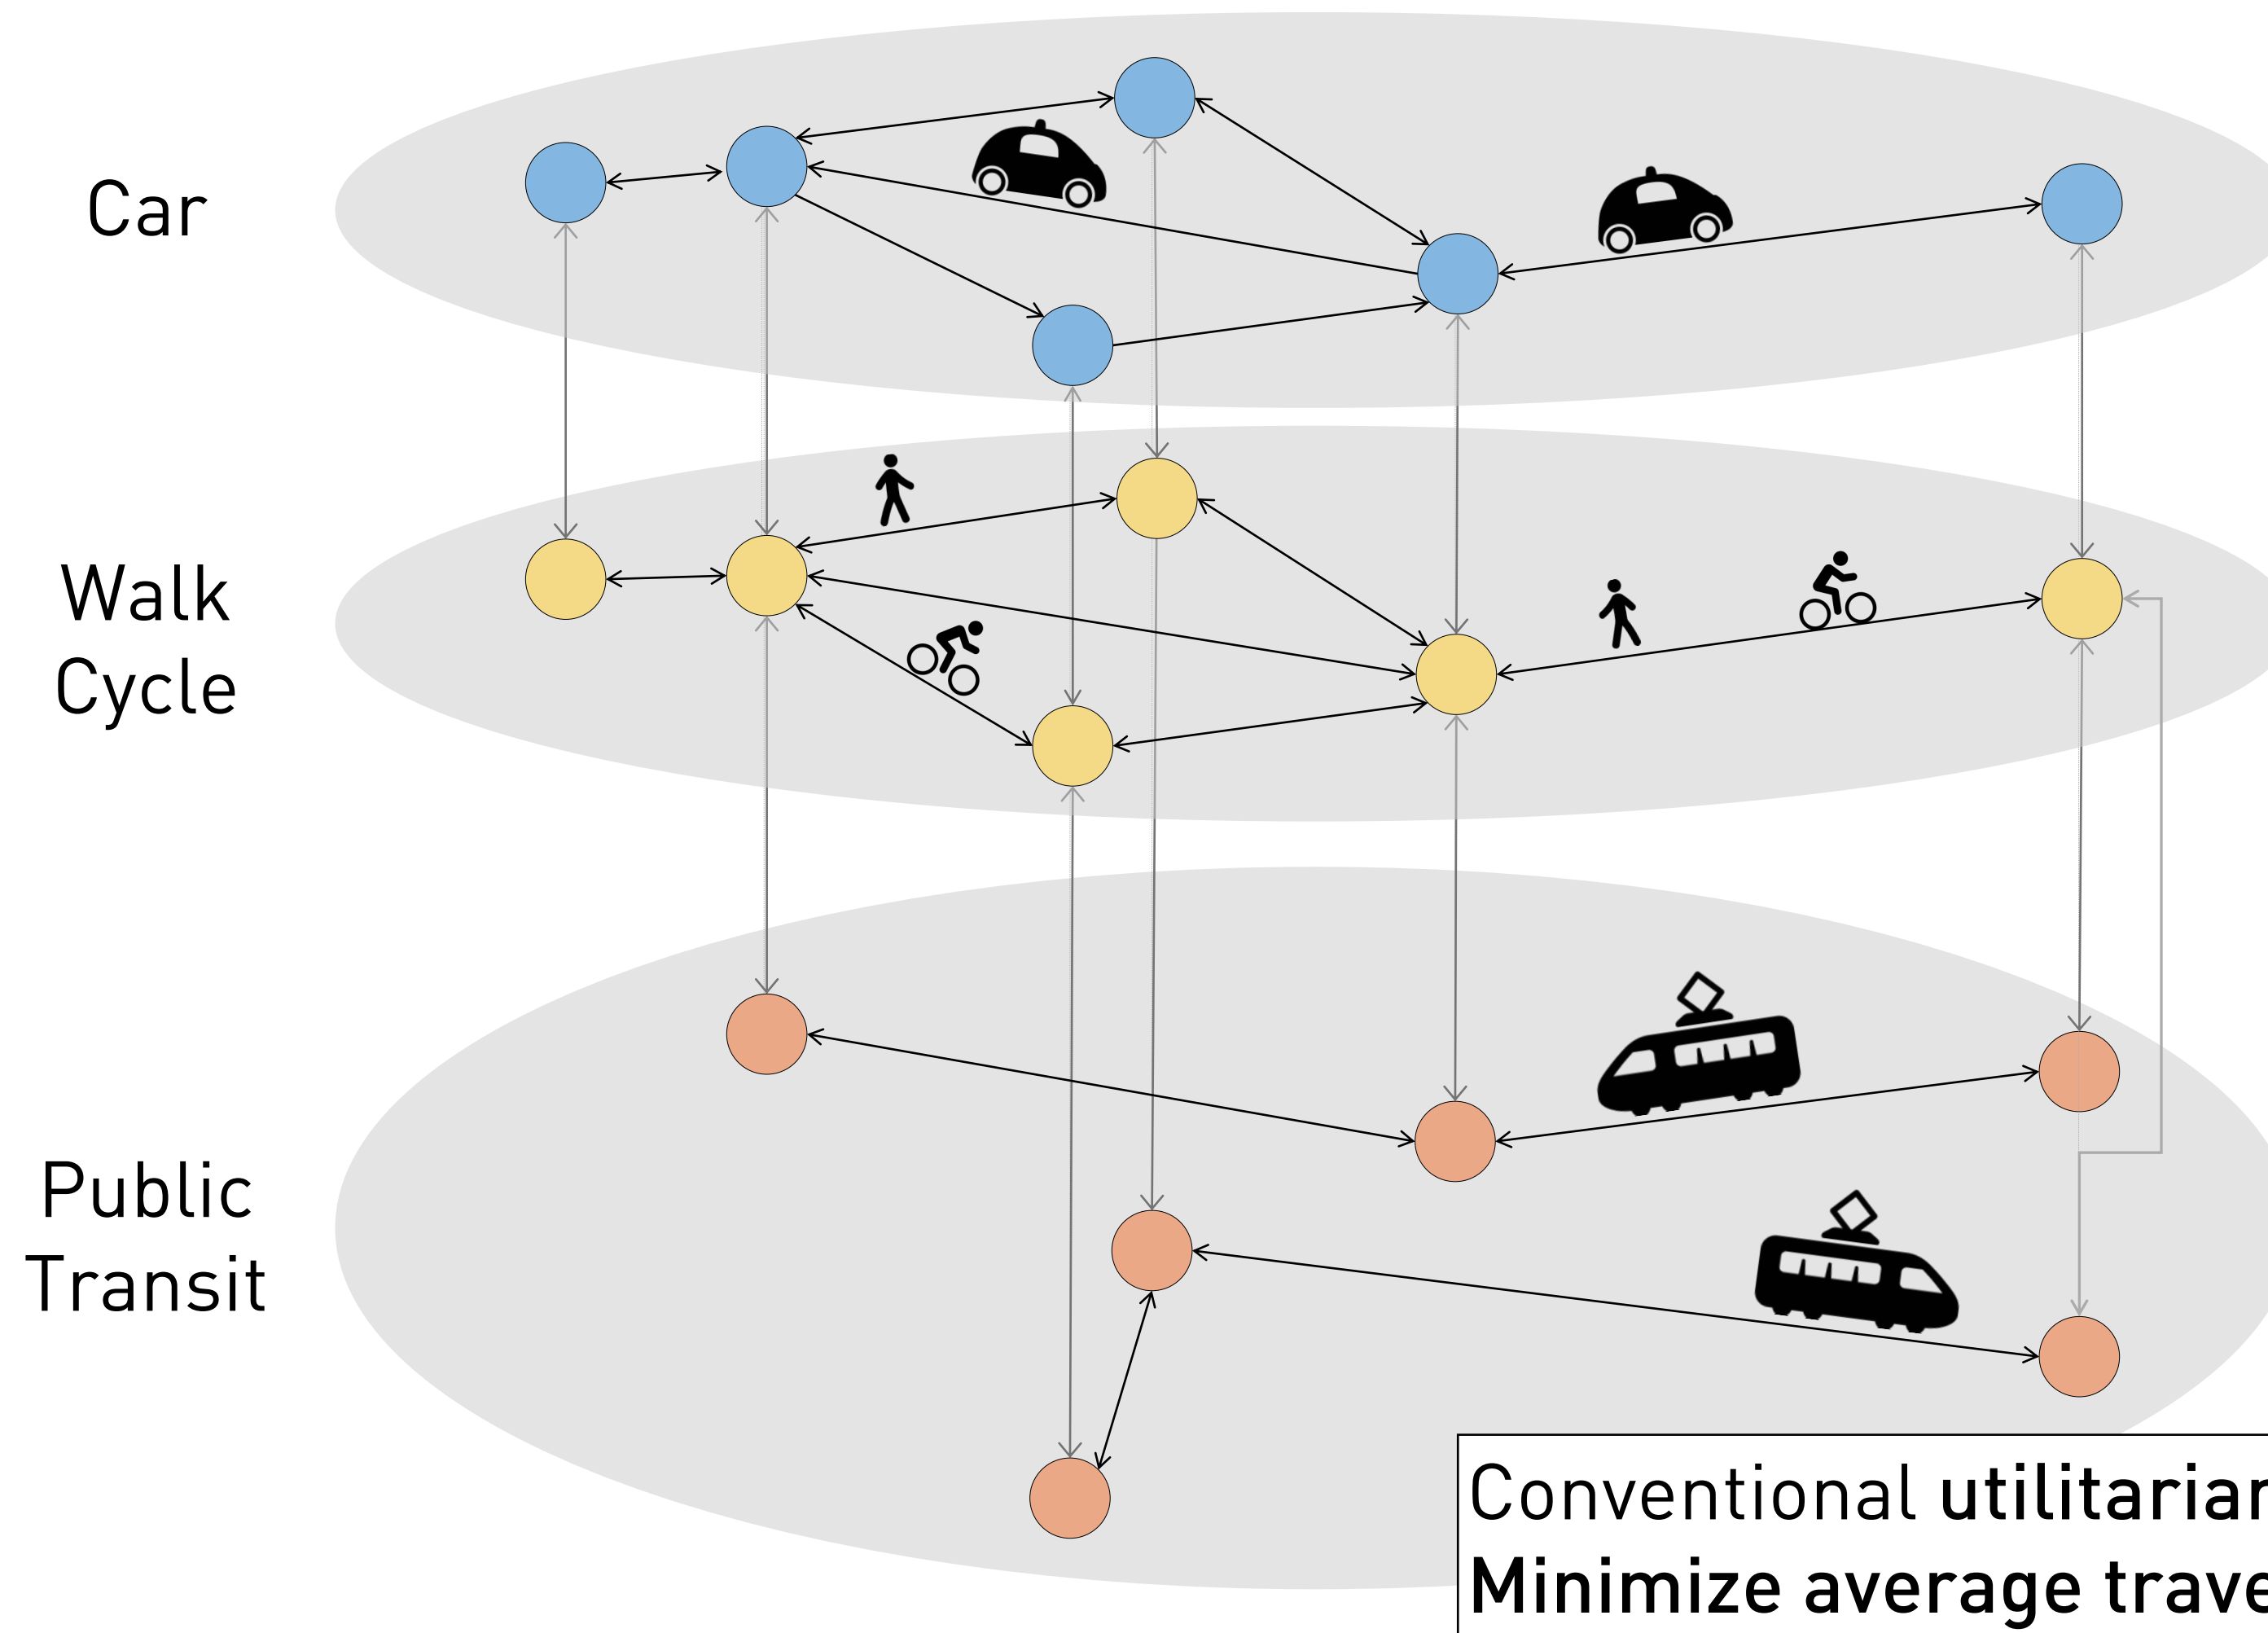 Car
Walk
Cycle
Public
Transit
Conventional
Minimize average